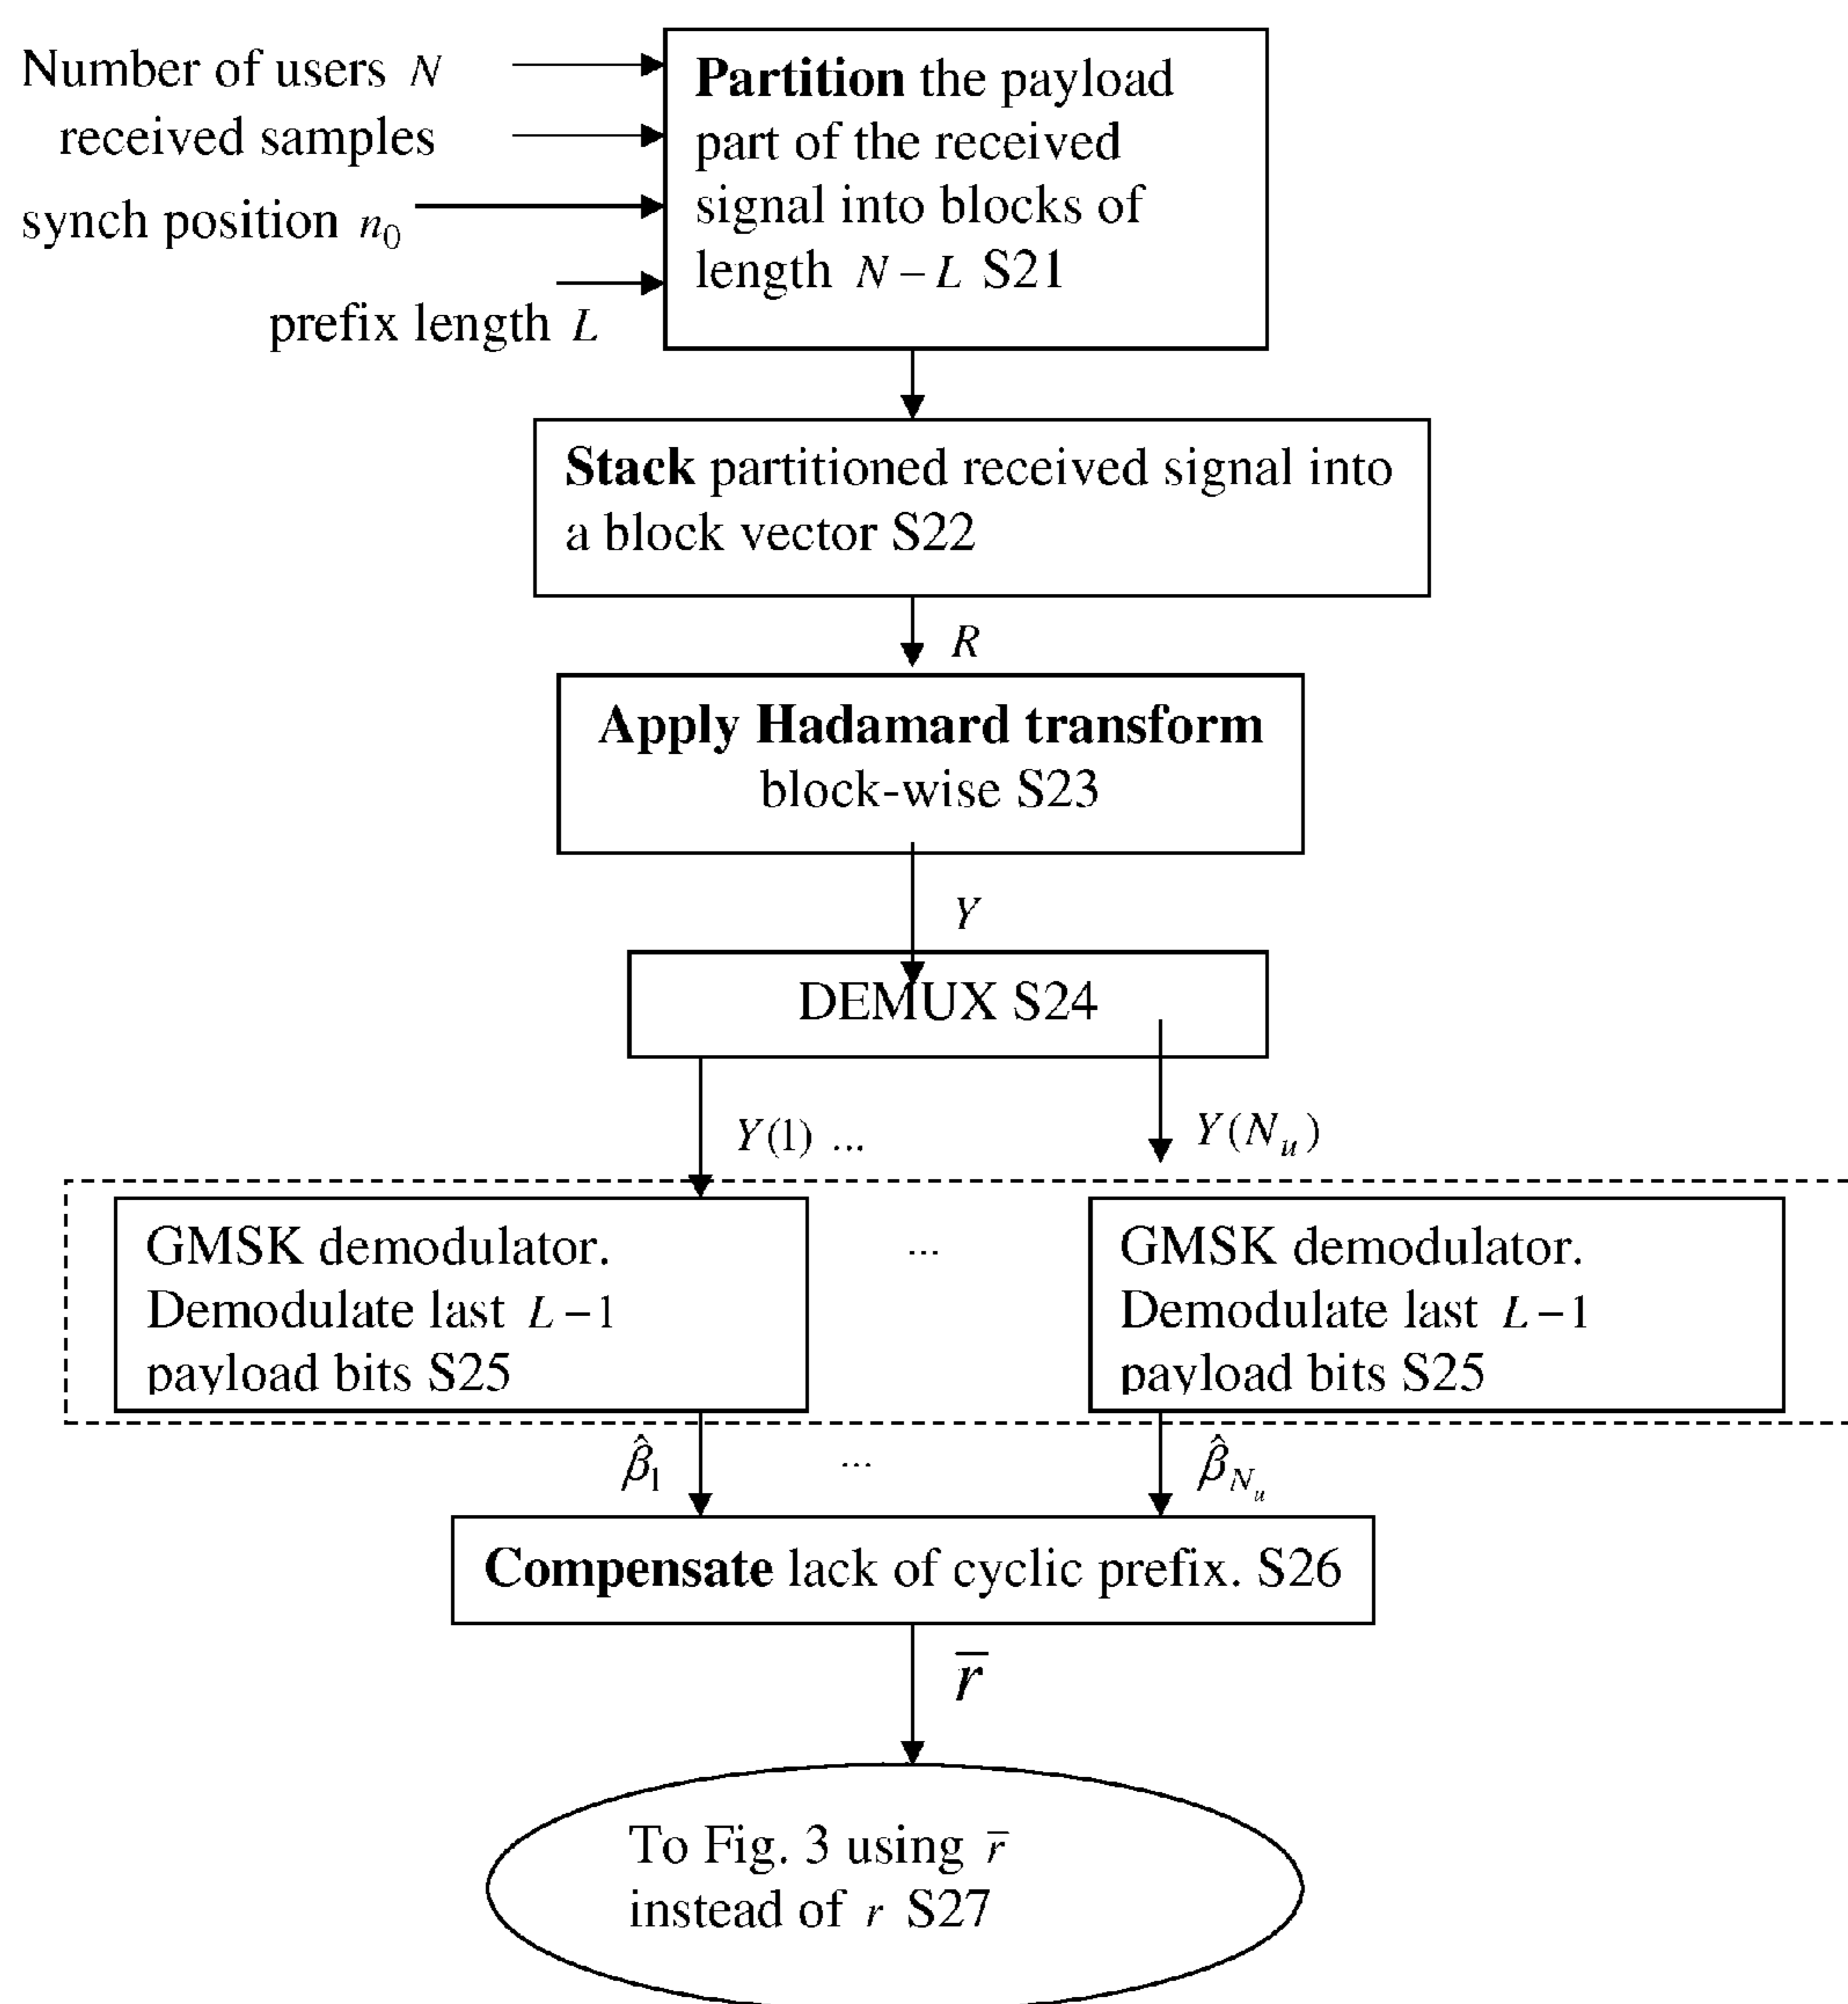 Number of users N
received samples
synch position n₀
prefix length L
Partition the payload
part of the received
signal into blocks of
length N – L S21
Stack partitioned received signal into
a block vector S22
R
Apply Hadamard transform
block-wise S23
Y
DEMUX S24
Y(1) ...
Y(Nᵤ)
GMSK demodulator.
Demodulate last L – 1
payload bits S25
...
GMSK demodulator.
Demodulate last L – 1
payload bits S25
β̂₁
...
β̂_{N_u}
Compensate lack of cyclic prefix. S26
r̅
To Fig. 3 using r̅
instead of r S27